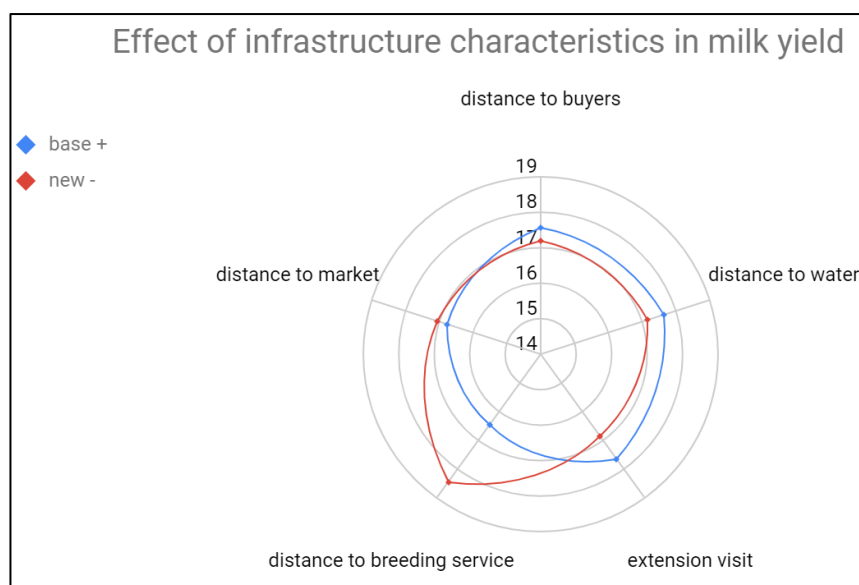 Effect of infrastructure characteristics in milk yield
distance to buyers
base +
new -
19
18
17
16
15
14
distance to market
distance to water
distance to breeding service
extension visit